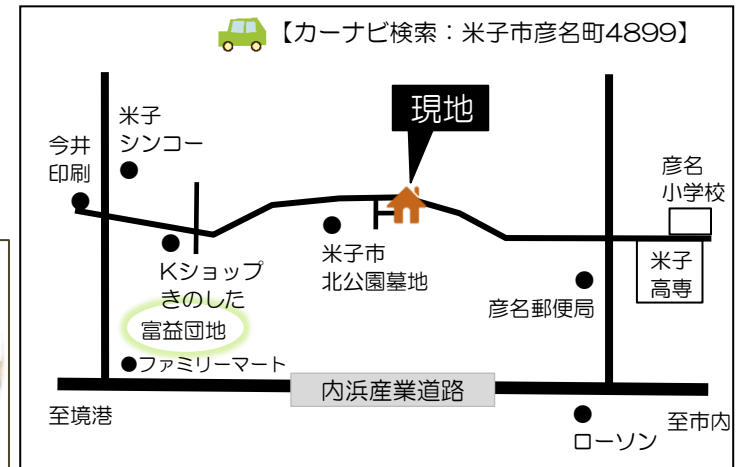 【カーナビ検索：米子市彦名町4899】
現地
米子
シンコー
今井
印刷
彦名
小学校
米子
高専
米子市
北公園墓地
Kショップ
きのした
富益団地
彦名郵便局
●ファミリーマート
内浜産業道路
至境港
至市内
ローソン